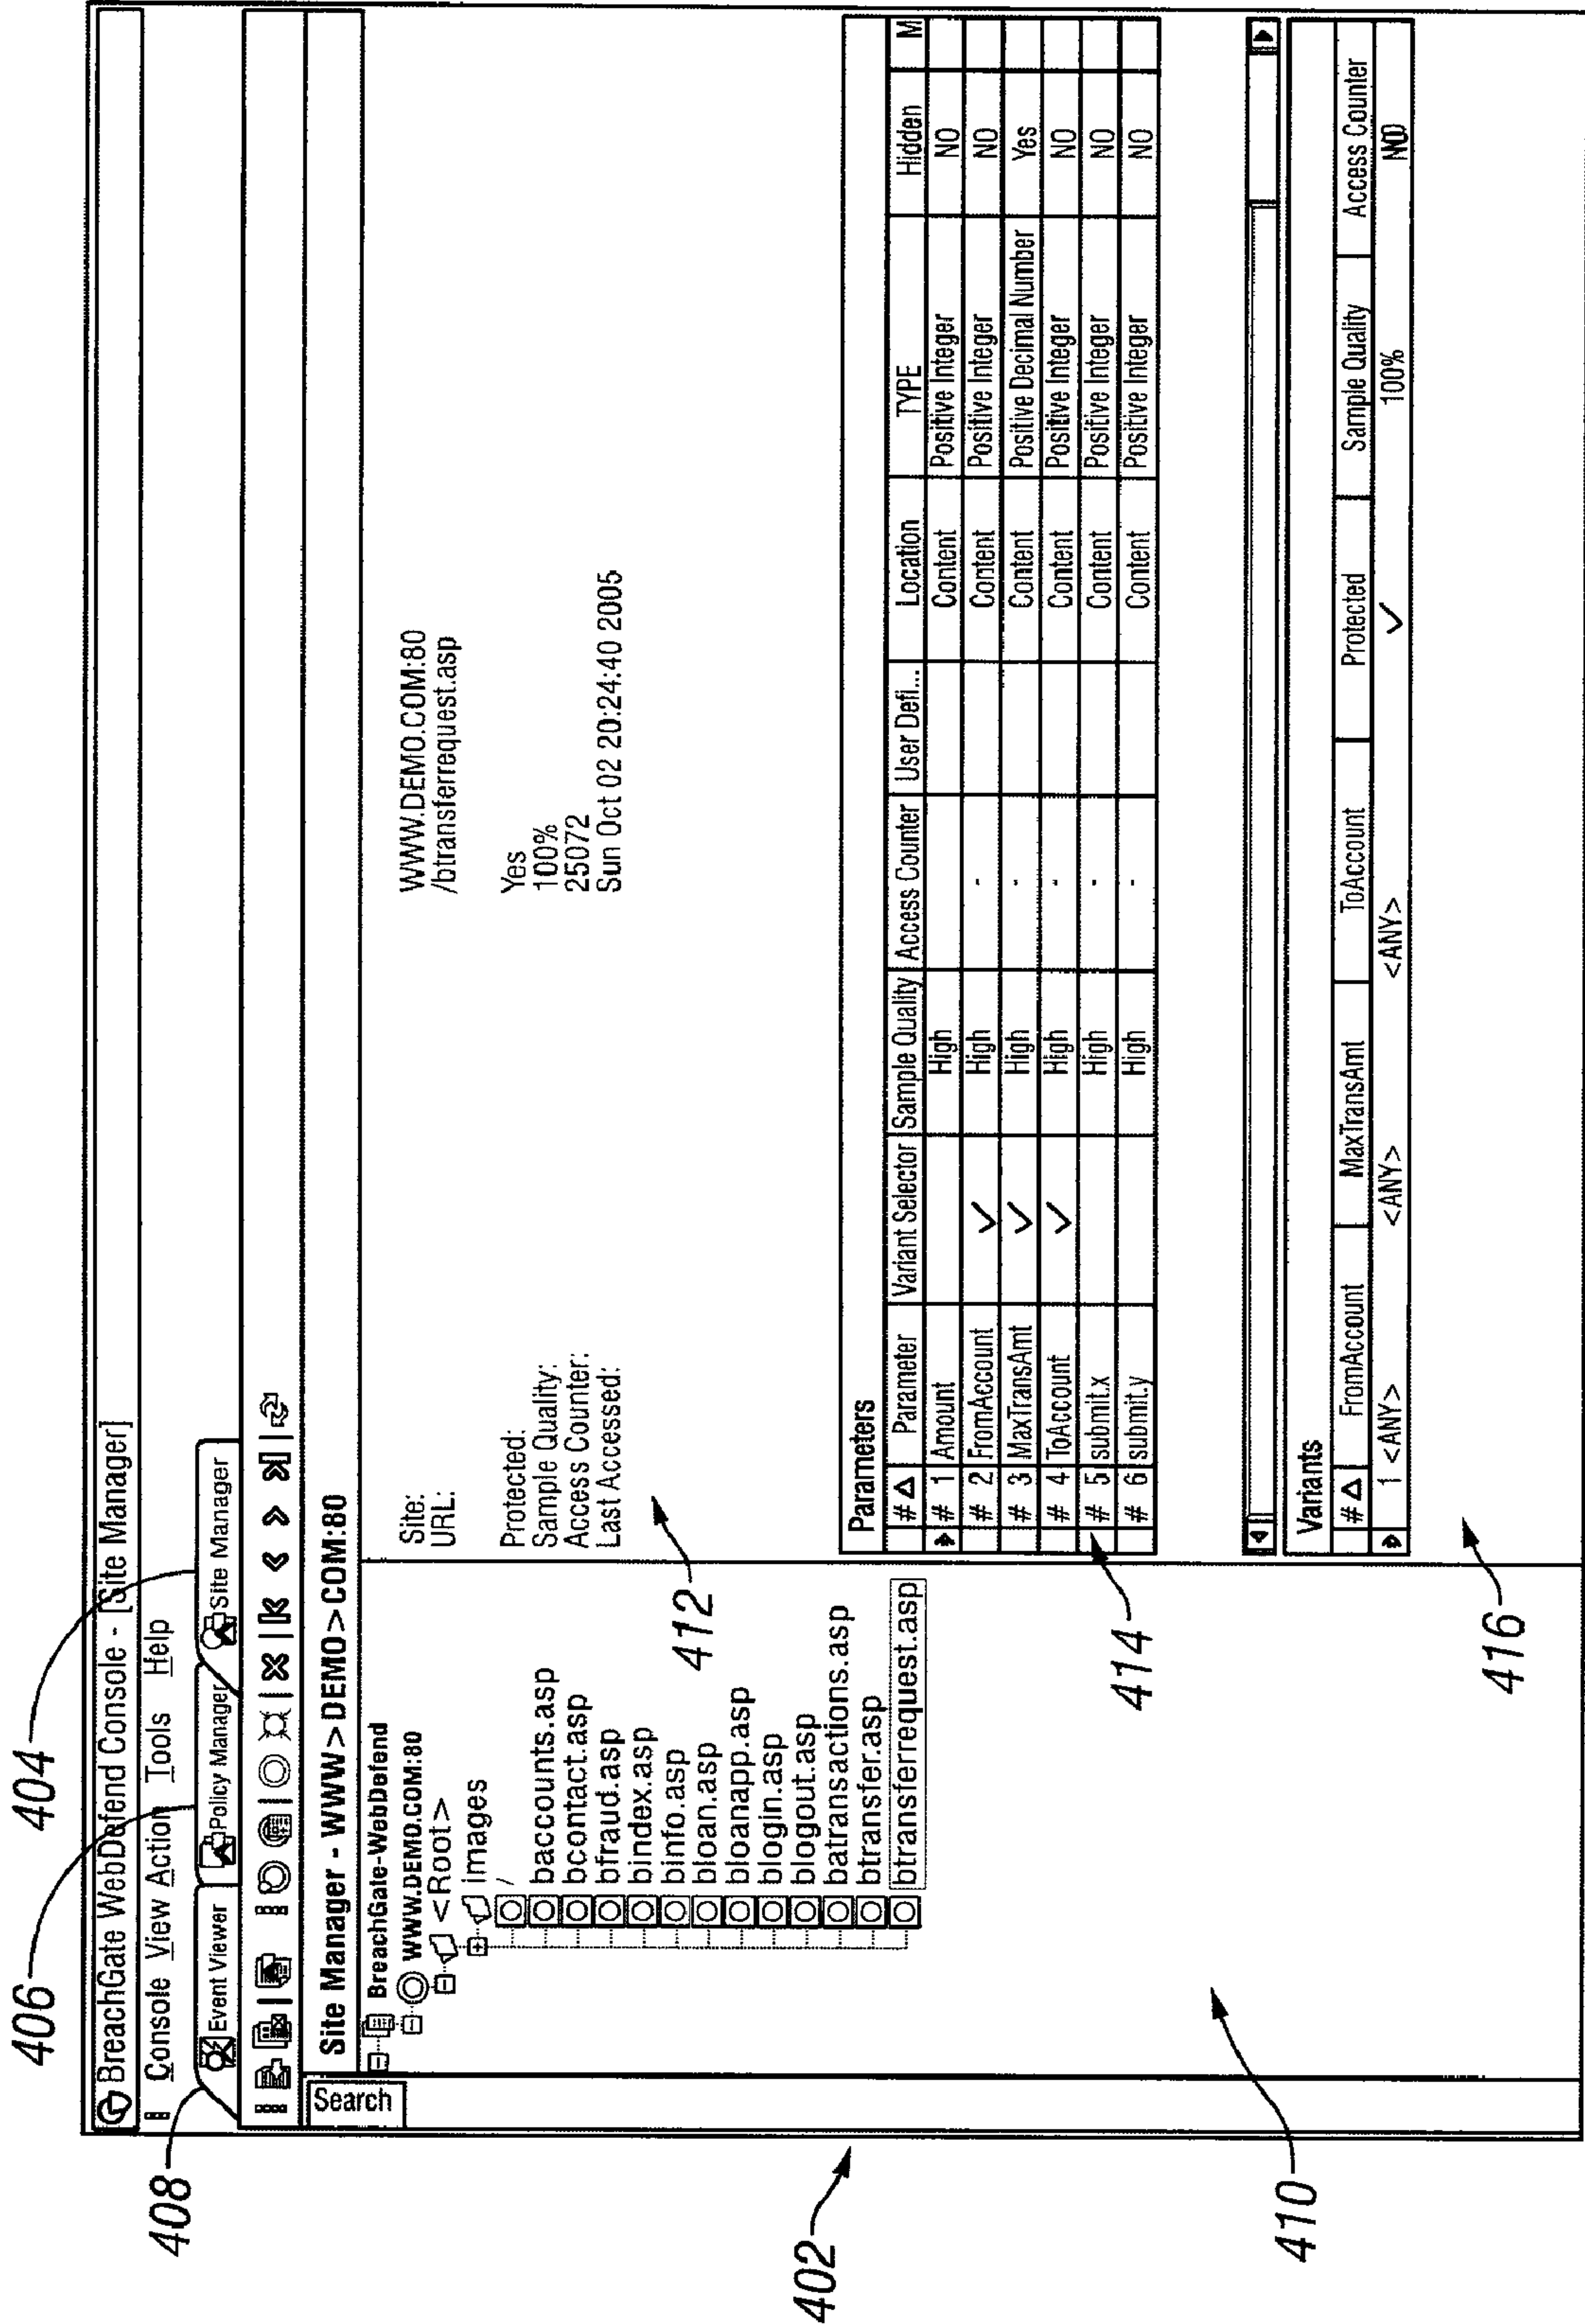 406
404
408
BreachGate WebDefend Console - [Site Manager]
Console View Action Tools Help
Event Viewer Policy Manager Site Manager
Site Manager - WWW>DEMO>COM:80
Search
BreachGate-WebDefend
WWW.DEMO.COM:80
<Root>
images
/
baccounts.asp
bcontact.asp
bfraud.asp
bindex.asp
binfo.asp
bloan.asp
bloanapp.asp
blogin.asp
blogout.asp
batransactions.asp
btransfer.asp
btransferrequest.asp
402
410
Site: WWW.DEMO.COM:80
URL: /btransferrequest.asp
Protected: Yes
Sample Quality: 100%
Access Counter: 25072
Last Accessed: Sun Oct 02 20:24:40 2005
412
Parameters
# Δ Parameter Variant Selector Sample Quality Access Counter User Defi... Location TYPE Hidden M
# 1 Amount High Content Positive Integer NO
# 2 FromAccount ✓ High - Content Positive Integer NO
# 3 MaxTransAmt ✓ High - Content Positive Decimal Number Yes
# 4 ToAccount ✓ High - Content Positive Integer NO
# 5 submit.x High - Content Positive Integer NO
# 6 submit.y High - Content Positive Integer NO
414
Variants
# Δ FromAccount MaxTransAmt ToAccount Protected Sample Quality Access Counter
1 <ANY> <ANY> <ANY> ✓ 100%
416